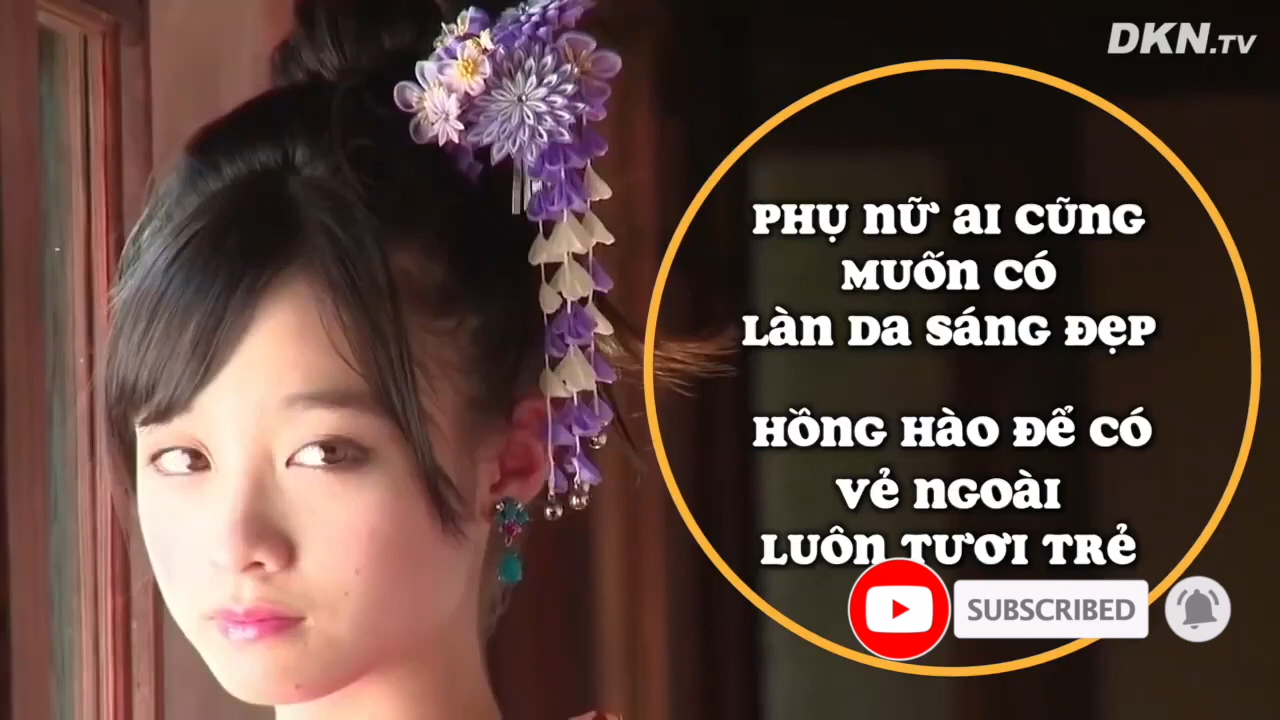 DKN.TV
PHỤ NỮ AI CŨNG
MUỐN CÓ
LÀN DA SÁNG ĐẸP
HỒNG HÀO ĐỂ CÓ
VẺ NGOÀI
LUÔN TƯƠI TRẺ
SUBSCRIBED